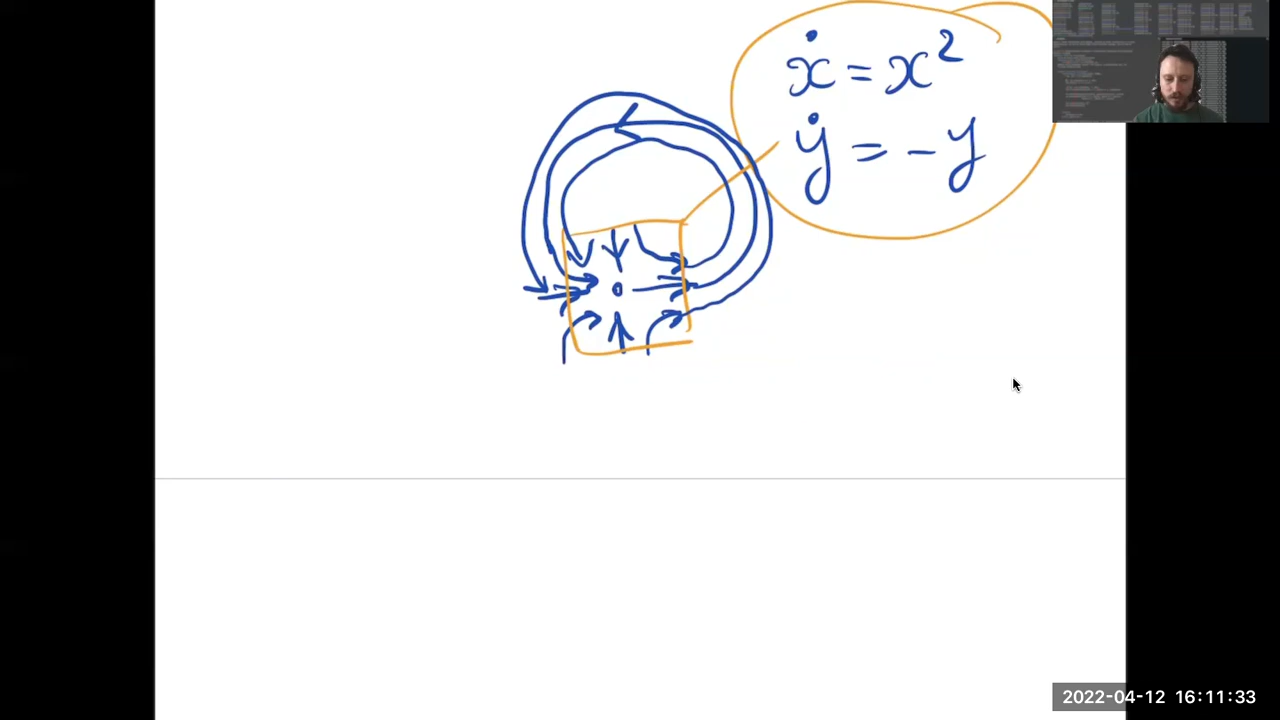 ẋ = x²
ẏ = -y
2022-04-12 16:11:33